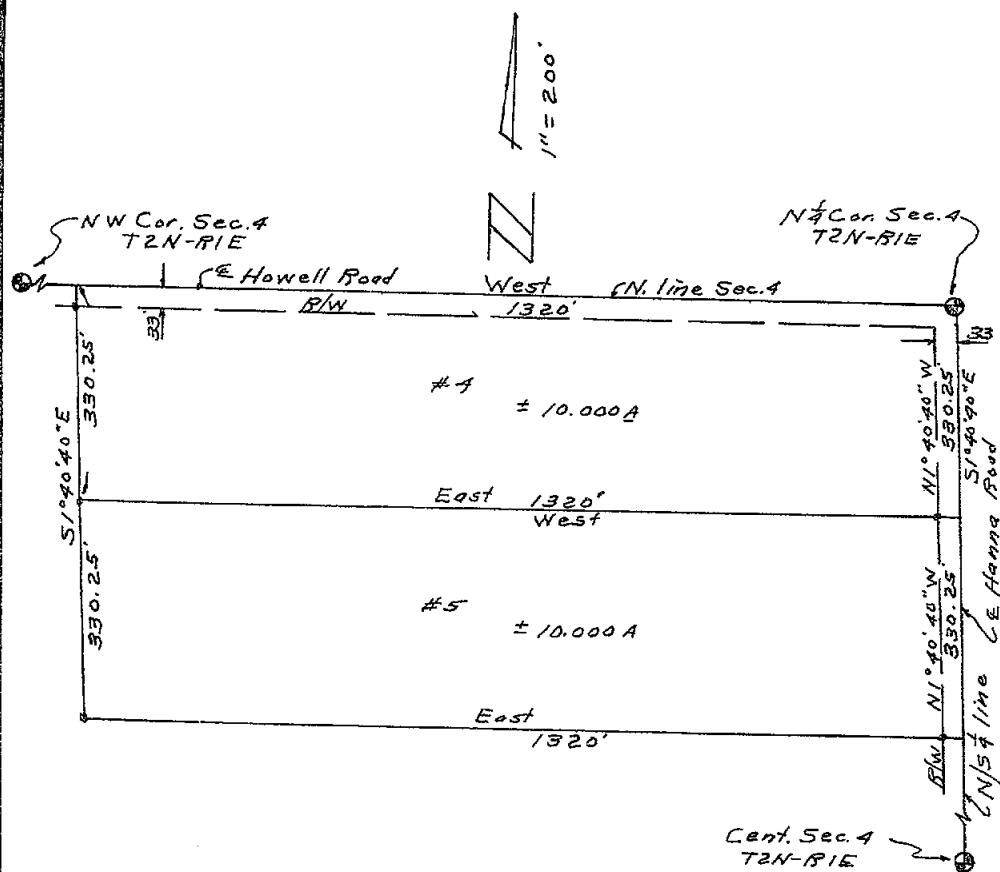 1" = 200'
N
NW Cor. Sec. 4
T2N-R1E
N¼ Cor. Sec. 4
T2N-R1E
℄ Howell Road
West
N. line Sec. 4
R/W
1320'
33'
33
330.25'
S1°40'40"E
#4
± 10.000 A
N1°40'40"W
330.25'
S1°40'40"E
East 1320'
West
330.25'
#5
± 10.000 A
N1°40'40"W
330.25'
℄ Hanna Road
East
1320'
R/W
N/S ¼ line
Cent. Sec. 4
T2N-R1E